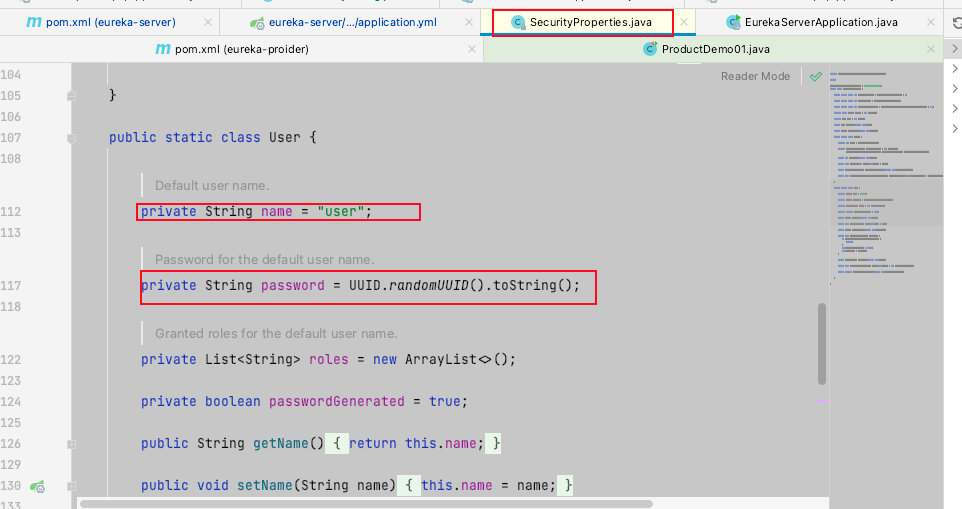 pom.xml (eureka-server)
eureka-server/.../application.yml
SecurityProperties.java
EurekaServerApplication.java
pom.xml (eureka-proider)
ProductDemo01.java
Reader Mode
104
105 }
106
107 public static class User {
108
Default user name.
112 private String name = "user";
113
Password for the default user name.
117 private String password = UUID.randomUUID().toString();
118
Granted roles for the default user name.
122 private List<String> roles = new ArrayList<>();
123
124 private boolean passwordGenerated = true;
125
126 public String getName() { return this.name; }
129
130 public void setName(String name) { this.name = name; }
133